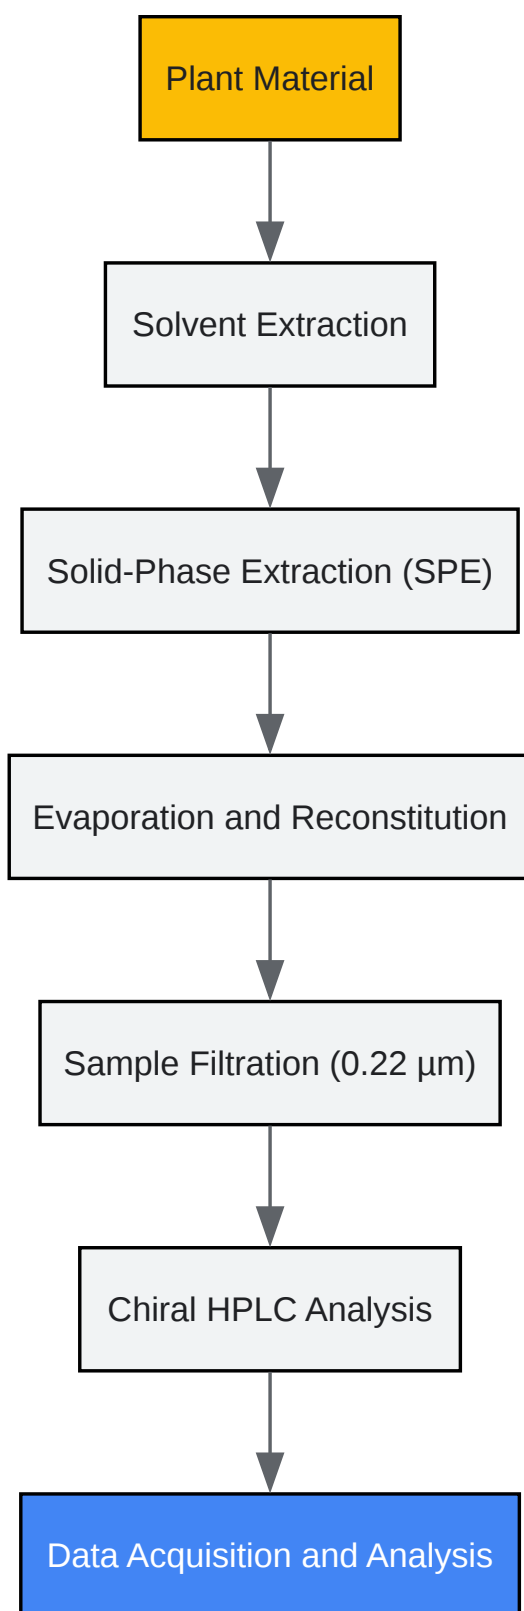 Plant Material
Solvent Extraction
Solid-Phase Extraction (SPE)
Evaporation and Reconstitution
Sample Filtration (0.22 µm)
Chiral HPLC Analysis
Data Acquisition and Analysis